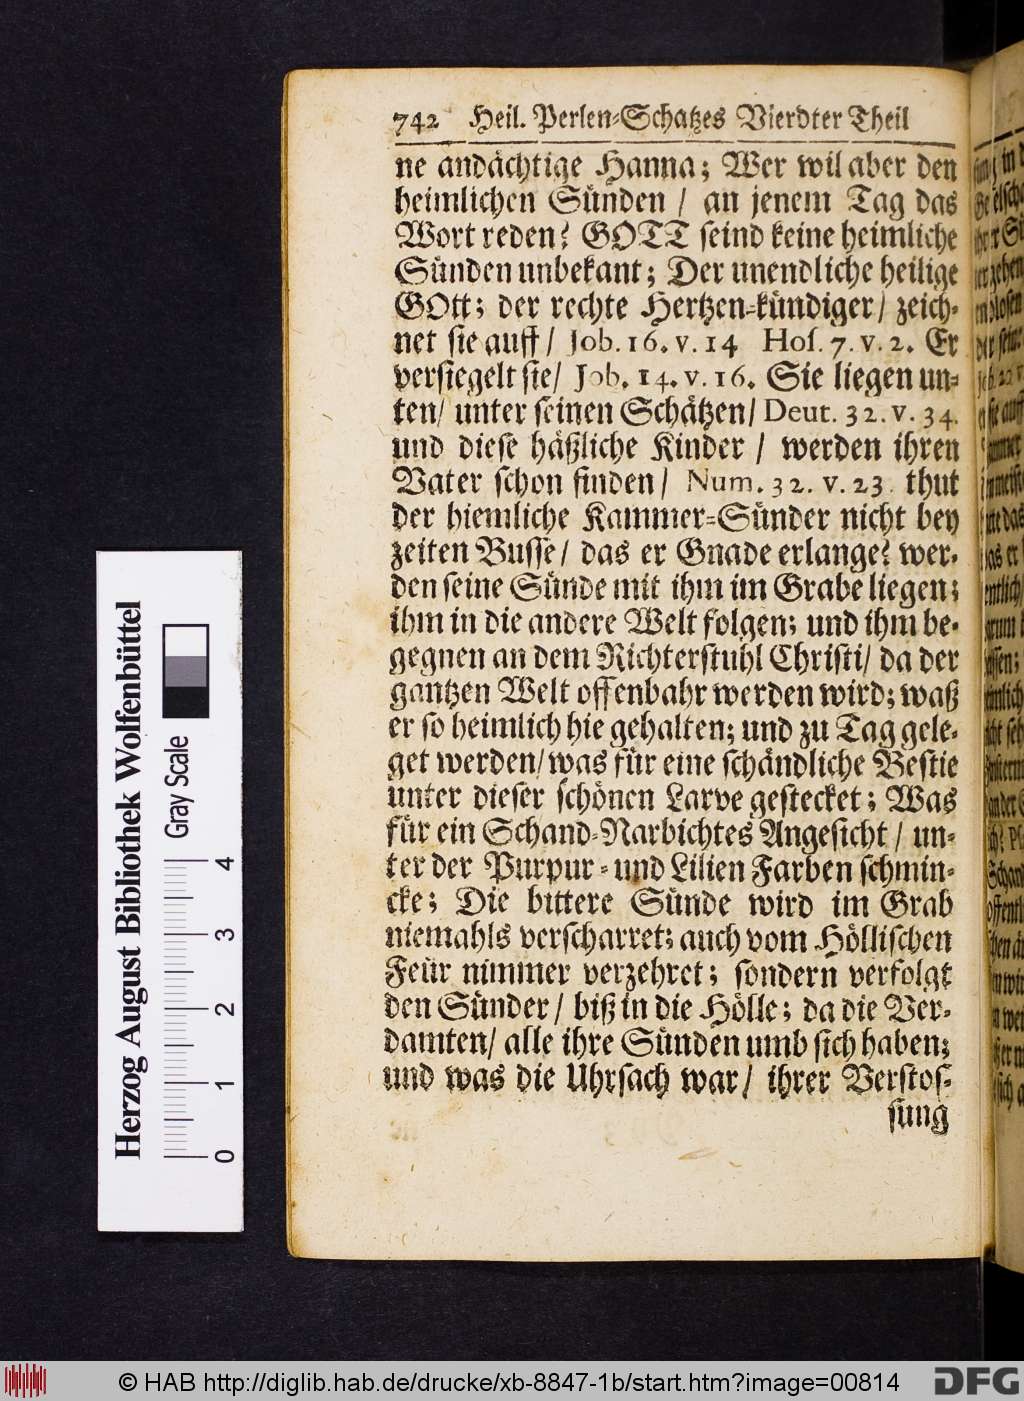 742 Heil. Perlen-Schatzes Vierdter Theil
ne andächtige Hanna; Wer wil aber den
heimlichen Sünden / an jenem Tag das
Wort reden? GOTT seind keine heimliche
Sünden unbekant; Der unendliche heilige
GOtt; der rechte Hertzen-kündiger / zeich-
net sie auff / Job. 16. v. 14 Hos. 7. v. 2. Er
versiegelt sie / Job. 14. v. 16. Sie liegen un-
ten / unter seinen Schätzen / Deut. 32. v. 34.
und diese häßliche Kinder / werden ihren
Vater schon finden / Num. 32. v. 23. thut
der hiemliche Kammer-Sünder nicht bey
zeiten Busse / das er Gnade erlange? wer-
den seine Sünde mit ihm im Grabe liegen;
ihm in die andere Welt folgen; und ihm be-
gegnen an dem Richterstuhl Christi / da der
gantzen Welt offenbahr werden wird; waß
er so heimlich hie gehalten; und zu Tag gele-
get werden / was für eine schändliche Bestie
unter dieser schönen Larve gestecket; Was
für ein Schand-Narbichtes Angesicht / un-
ter der Purpur- und Lilien Farben schmin-
cke; Die bittere Sünde wird im Grab
niemahls verscharret; auch vom Höllischen
Feür nimmer verzehret; sondern verfolgt
den Sünder / biß in die Hölle; da die Ver-
damten / alle ihre Sünden umb sich haben;
und was die Uhrsach war / ihrer Verstos-
sung
Herzog August Bibliothek Wolfenbüttel
Gray Scale
0 1 2 3 4
© HAB http://diglib.hab.de/drucke/xb-8847-1b/start.htm?image=00814
DFG